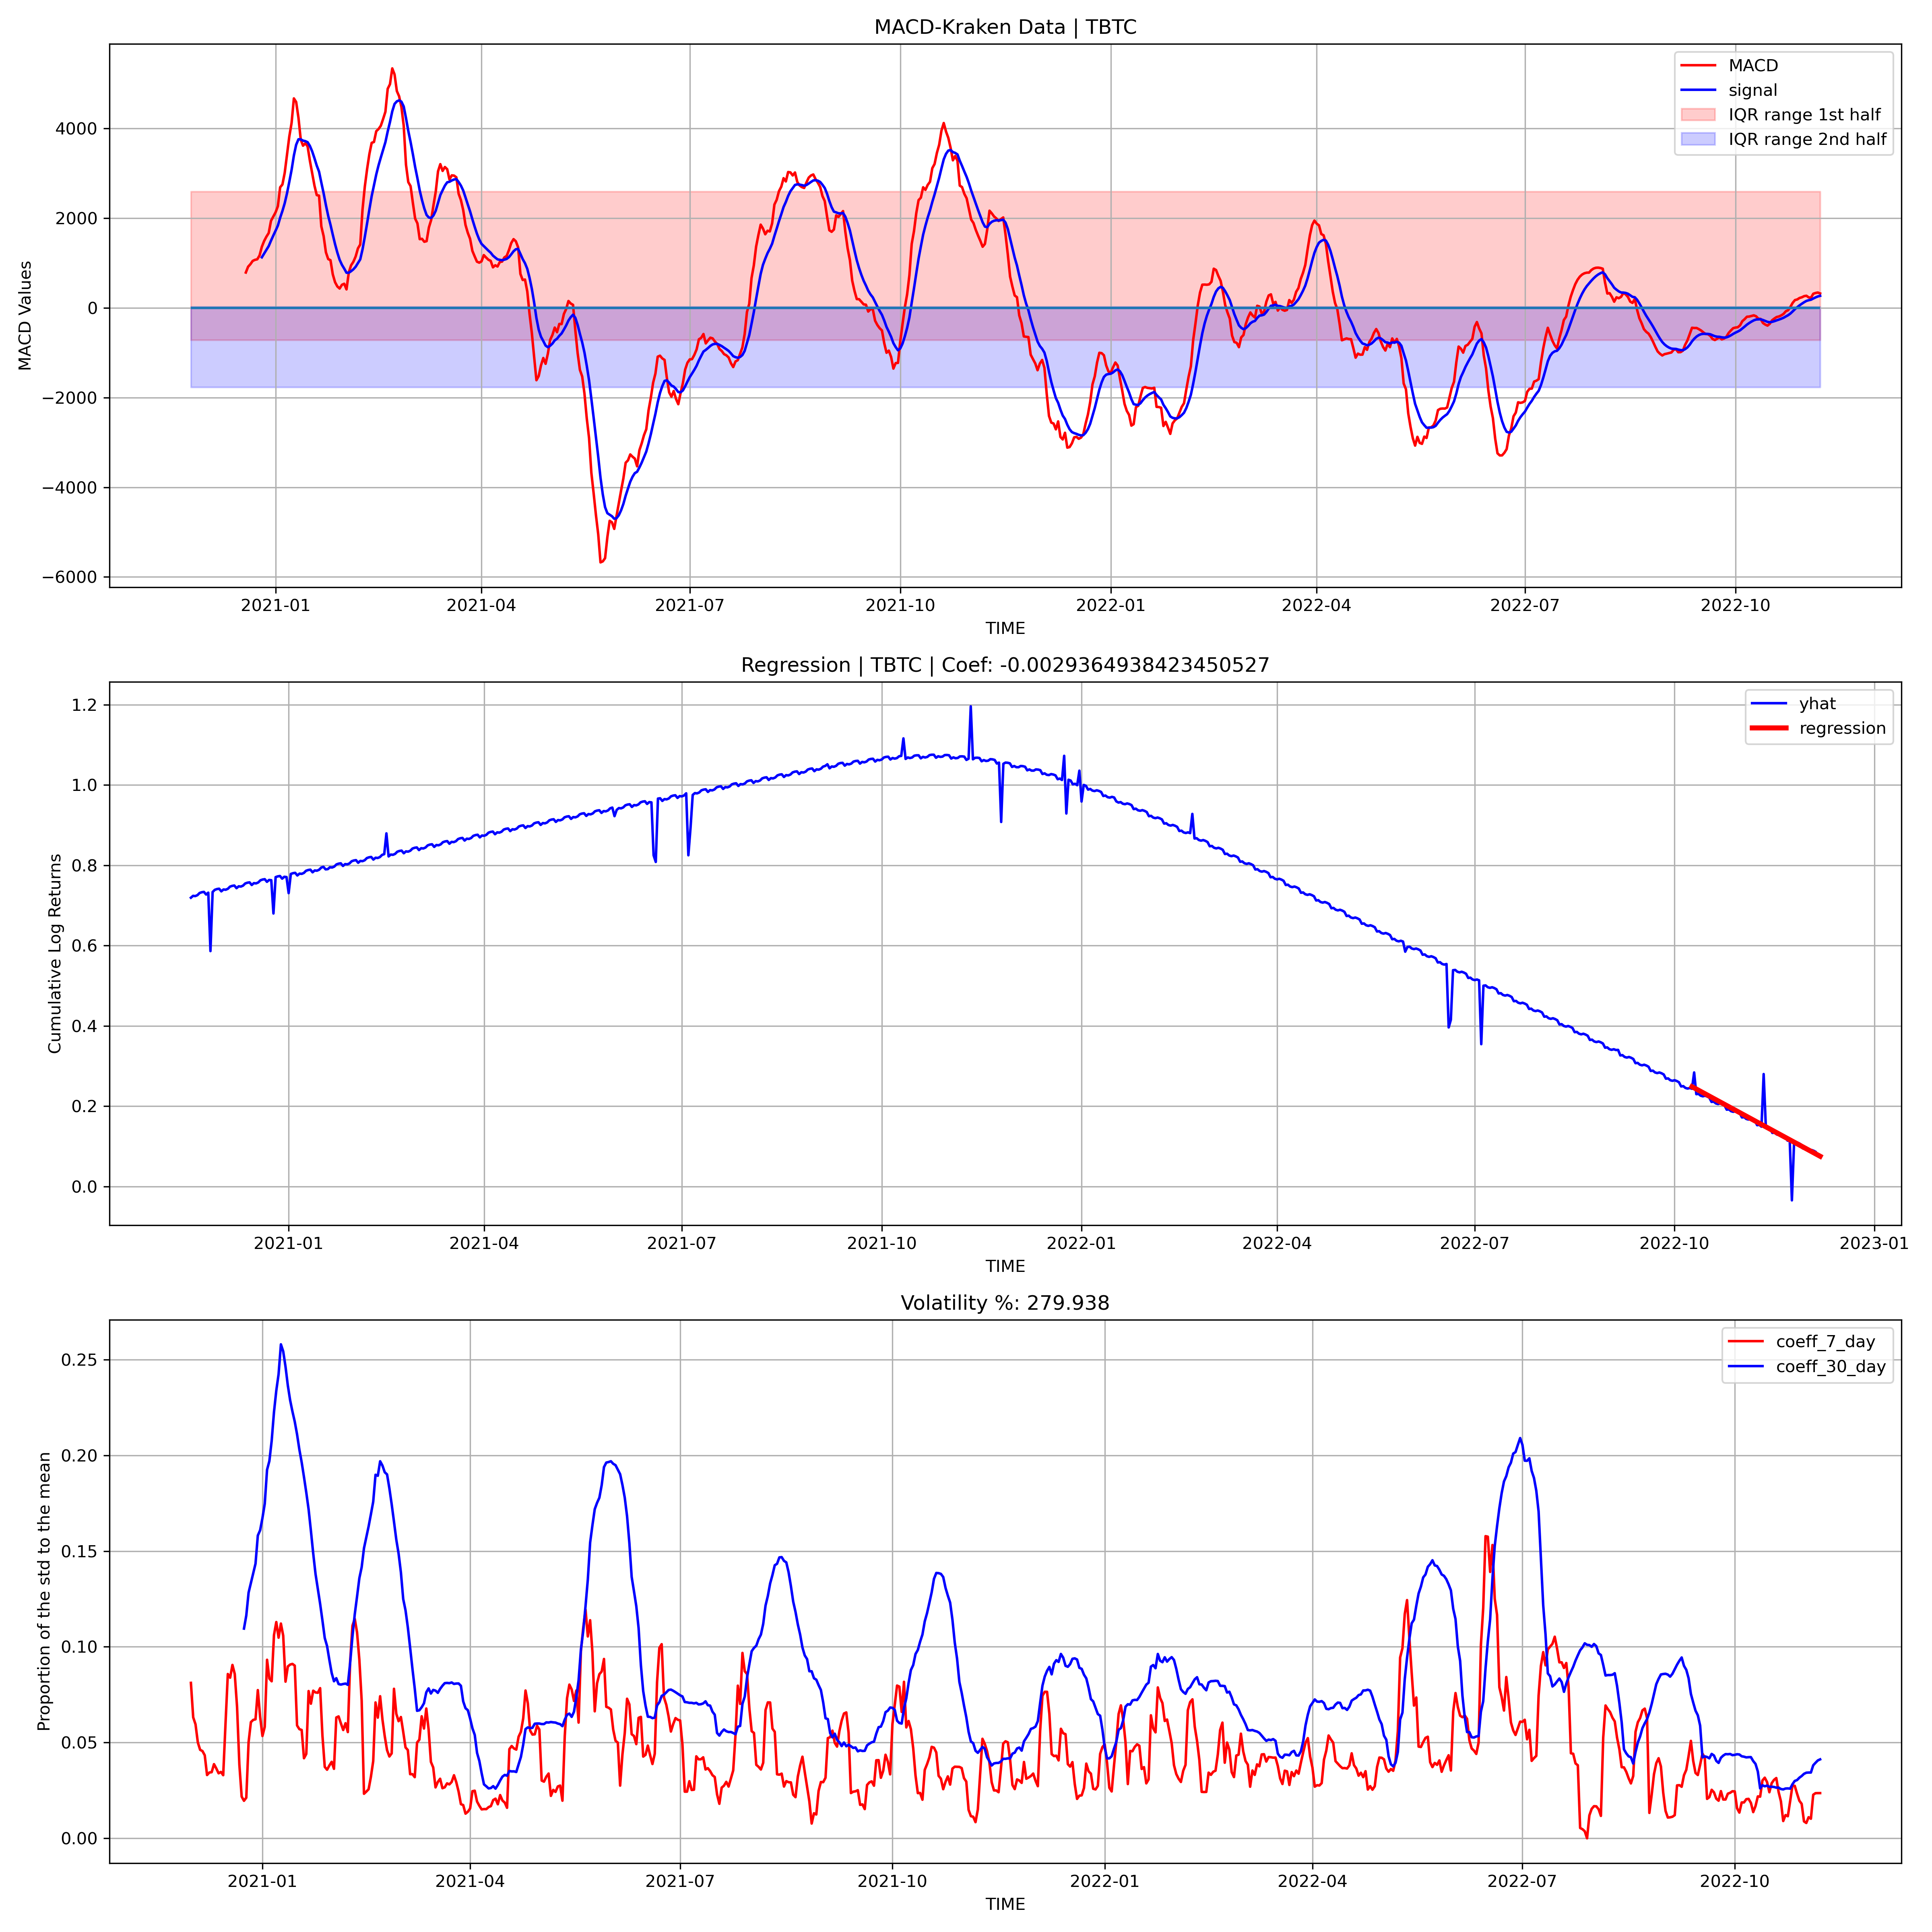 MACD-Kraken Data | TBTC
MACD Values
4000
2000
0
−2000
−4000
−6000
MACD
signal
IQR range 1st half
IQR range 2nd half
2021-01 2021-04 2021-07 2021-10 2022-01 2022-04 2022-07 2022-10
TIME
Regression | TBTC | Coef: -0.0029364938423450527
Cumulative Log Returns
1.2
1.0
0.8
0.6
0.4
0.2
0.0
yhat
regression
2021-01 2021-04 2021-07 2021-10 2022-01 2022-04 2022-07 2022-10 2023-01
TIME
Volatility %: 279.938
Proportion of the std to the mean
0.25
0.20
0.15
0.10
0.05
0.00
coeff_7_day
coeff_30_day
2021-01 2021-04 2021-07 2021-10 2022-01 2022-04 2022-07 2022-10
TIME